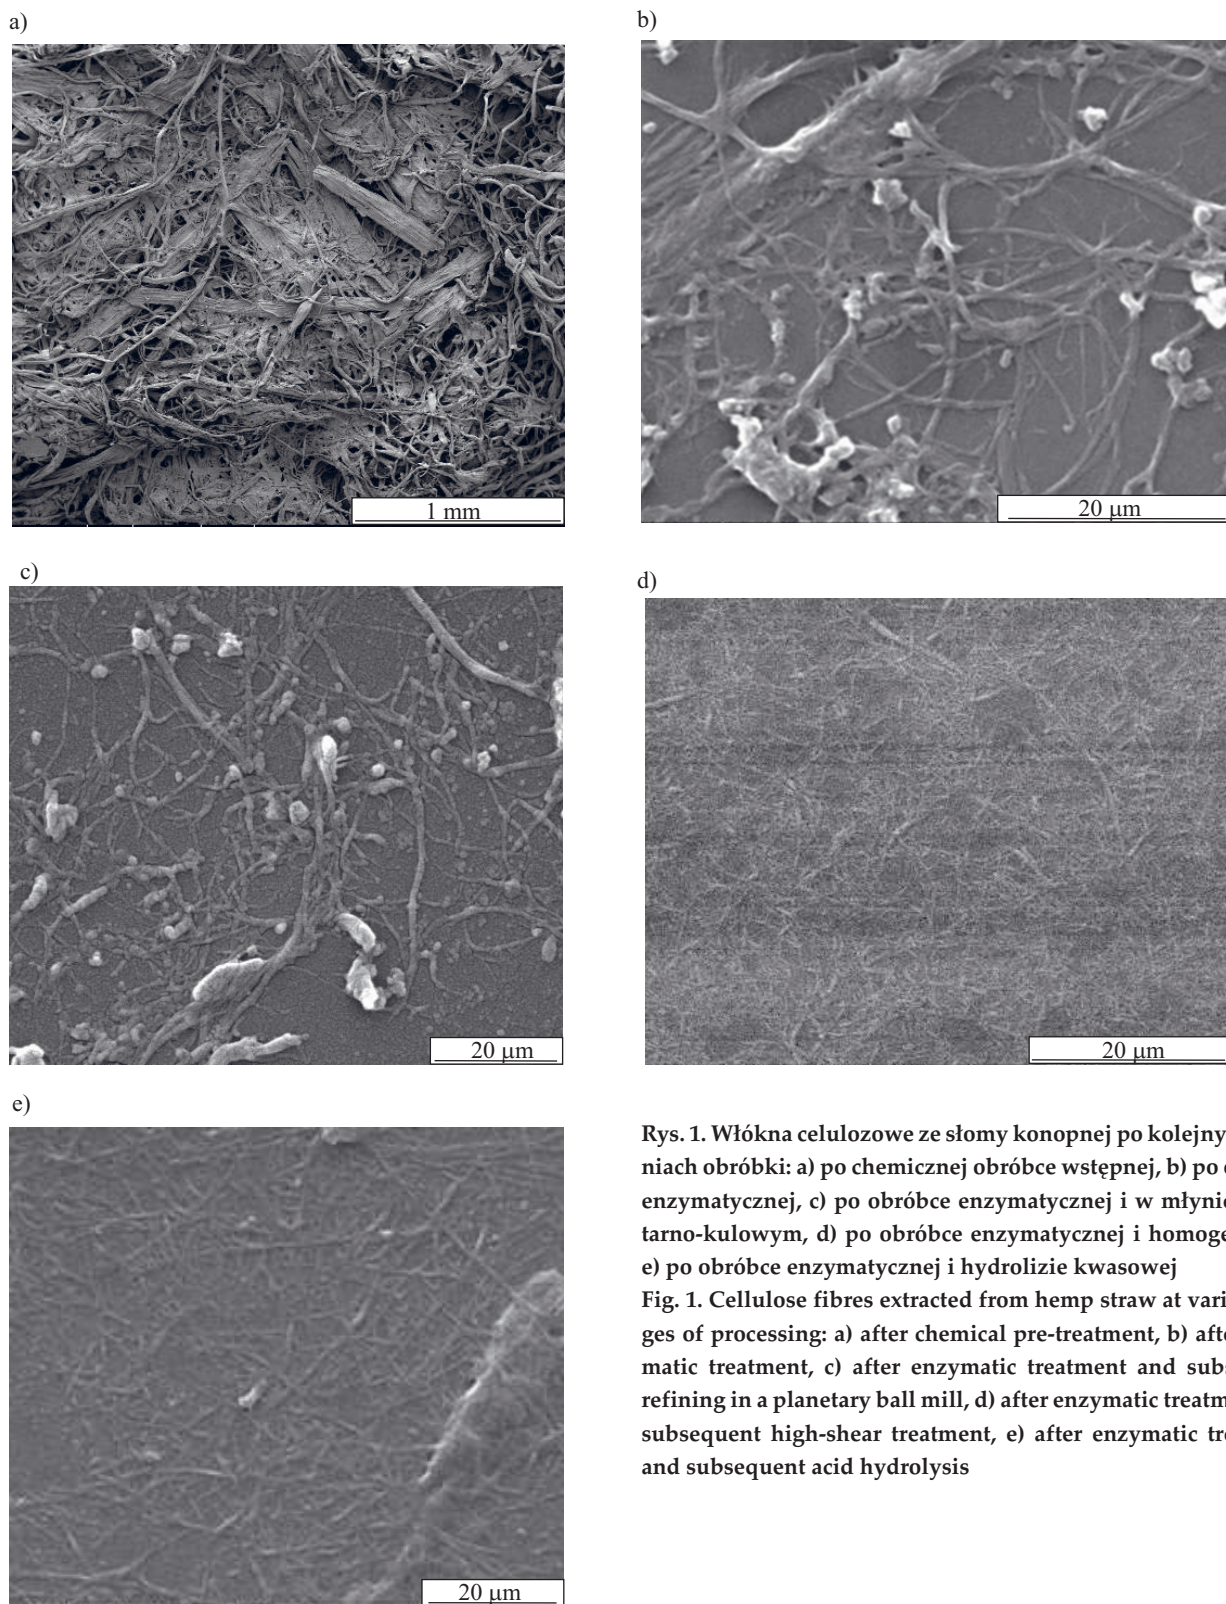 a)
b)
1 mm
20 μm
c)
d)
20 μm
20 μm
e)
20 μm
Rys. 1. Włókna celulozowe ze słomy konopnej po kolejny
niach obróbki: a) po chemicznej obróbce wstępnej, b) po
enzymatycznej, c) po obróbce enzymatycznej i w młyni
tarno-kulowym, d) po obróbce enzymatycznej i homoge
e) po obróbce enzymatycznej i hydrolizie kwasowej
Fig. 1. Cellulose fibres extracted from hemp straw at vari
ges of processing: a) after chemical pre-treatment, b) afte
matic treatment, c) after enzymatic treatment and subs
refining in a planetary ball mill, d) after enzymatic treatm
subsequent high-shear treatment, e) after enzymatic tre
and subsequent acid hydrolysis